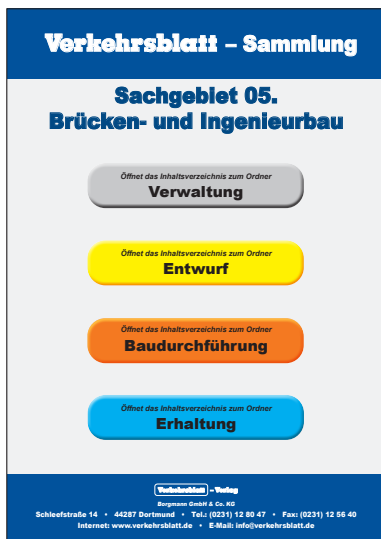 Verkehrsblatt – Sammlung
Sachgebiet 05.
Brücken- und Ingenieurbau
Öffnet das Inhaltsverzeichnis zum Ordner
Verwaltung
Öffnet das Inhaltsverzeichnis zum Ordner
Entwurf
Öffnet das Inhaltsverzeichnis zum Ordner
Baudurchführung
Öffnet das Inhaltsverzeichnis zum Ordner
Erhaltung
Verkehrsblatt – Verlag
Borgmann GmbH & Co. KG
Schleefstraße 14 • 44287 Dortmund • Tel.: (0231) 12 80 47 • Fax: (0231) 12 56 40
Internet: www.verkehrsblatt.de • E-Mail: info@verkehrsblatt.de